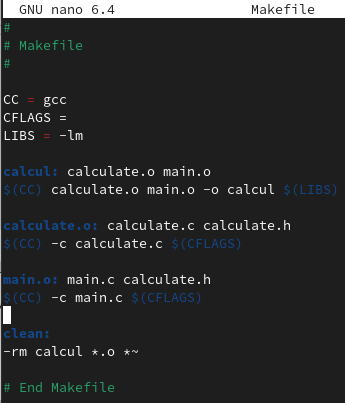 GNU nano 6.4 Makefile
#
# Makefile
#
CC = gcc
CFLAGS =
LIBS = -lm
calcul: calculate.o main.o
$(CC) calculate.o main.o -o calcul $(LIBS)
calculate.o: calculate.c calculate.h
$(CC) -c calculate.c $(CFLAGS)
main.o: main.c calculate.h
$(CC) -c main.c $(CFLAGS)
clean:
-rm calcul *.o *~
# End Makefile